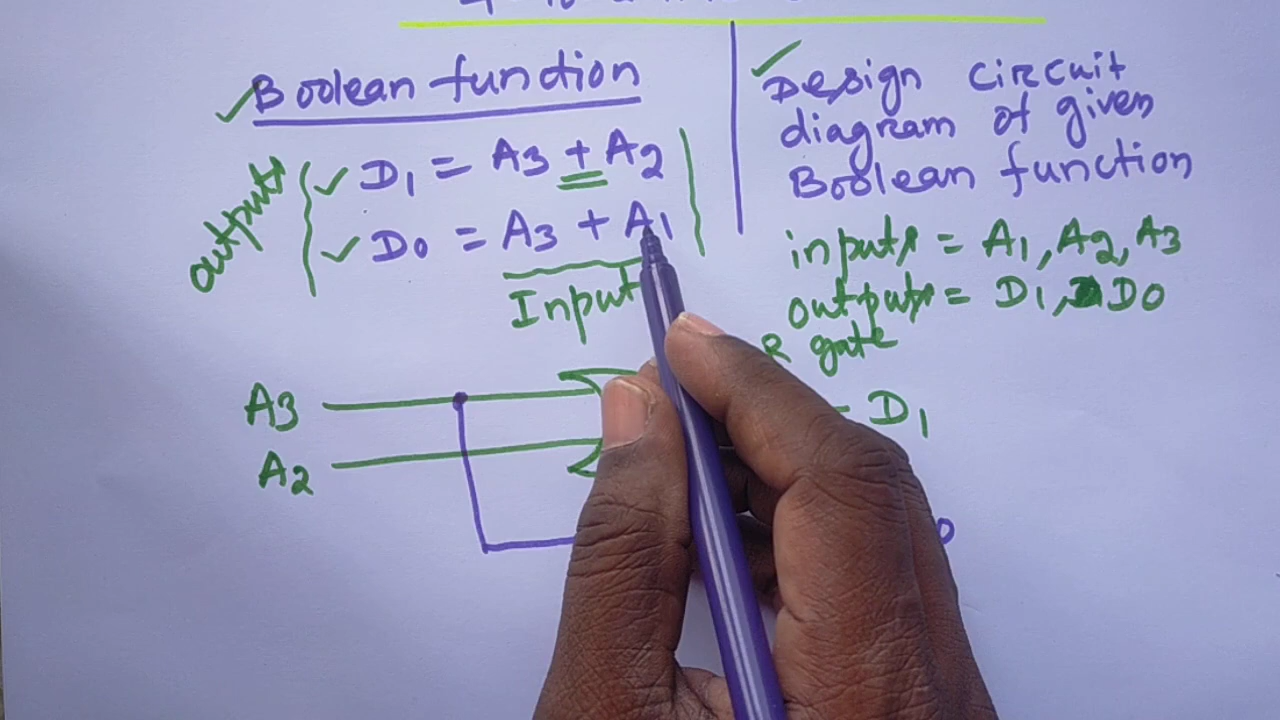 Boolean function
D1 = A3 + A2
D0 = A3 + A1
outputs
Input
Design circuit
diagram of given
Boolean function
inputs = A1, A2, A3
outputs = D1, D0
gate
A3
A2
D1